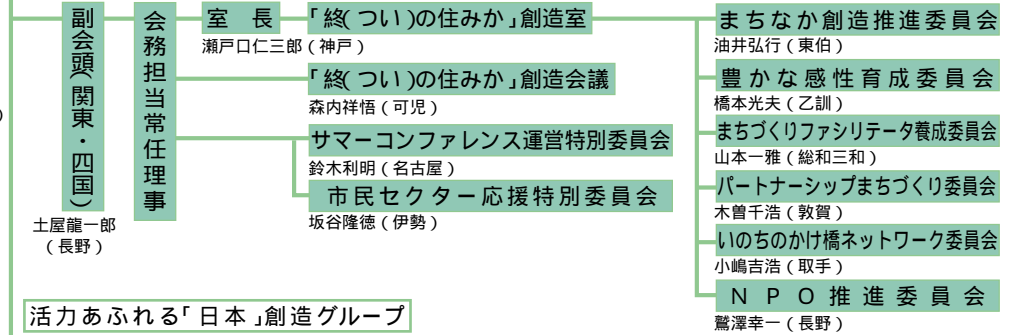 副会頭(関東・四国)
土屋龍一郎
(長野)
会務担当常任理事
室長
瀬戸口仁三郎(神戸)
「終(つい)の住みか」創造室
「終(つい)の住みか」創造会議
森内祥悟(可児)
サマーコンファレンス運営特別委員会
鈴木利明(名古屋)
市民セクター応援特別委員会
坂谷隆徳(伊勢)
まちなか創造推進委員会
油井弘行(東伯)
豊かな感性育成委員会
橋本光夫(乙訓)
まちづくりファシリテータ養成委員会
山本一雅(総和三和)
パートナーシップまちづくり委員会
木曽千浩(敦賀)
いのちのかけ橋ネットワーク委員会
小嶋吉浩(取手)
NPO推進委員会
鷲澤幸一(長野)
活力あふれる「日本」創造グループ